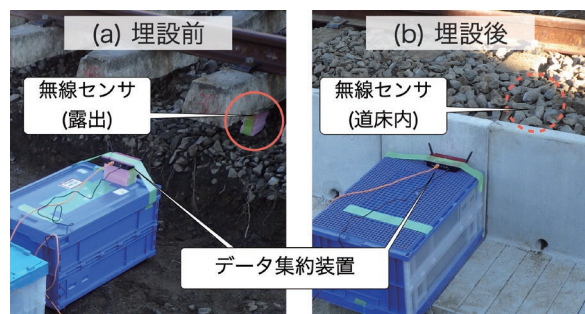 (a) 埋設前
(b) 埋設後
無線センサ
(露出)
無線センサ
(道床内)
データ集約装置